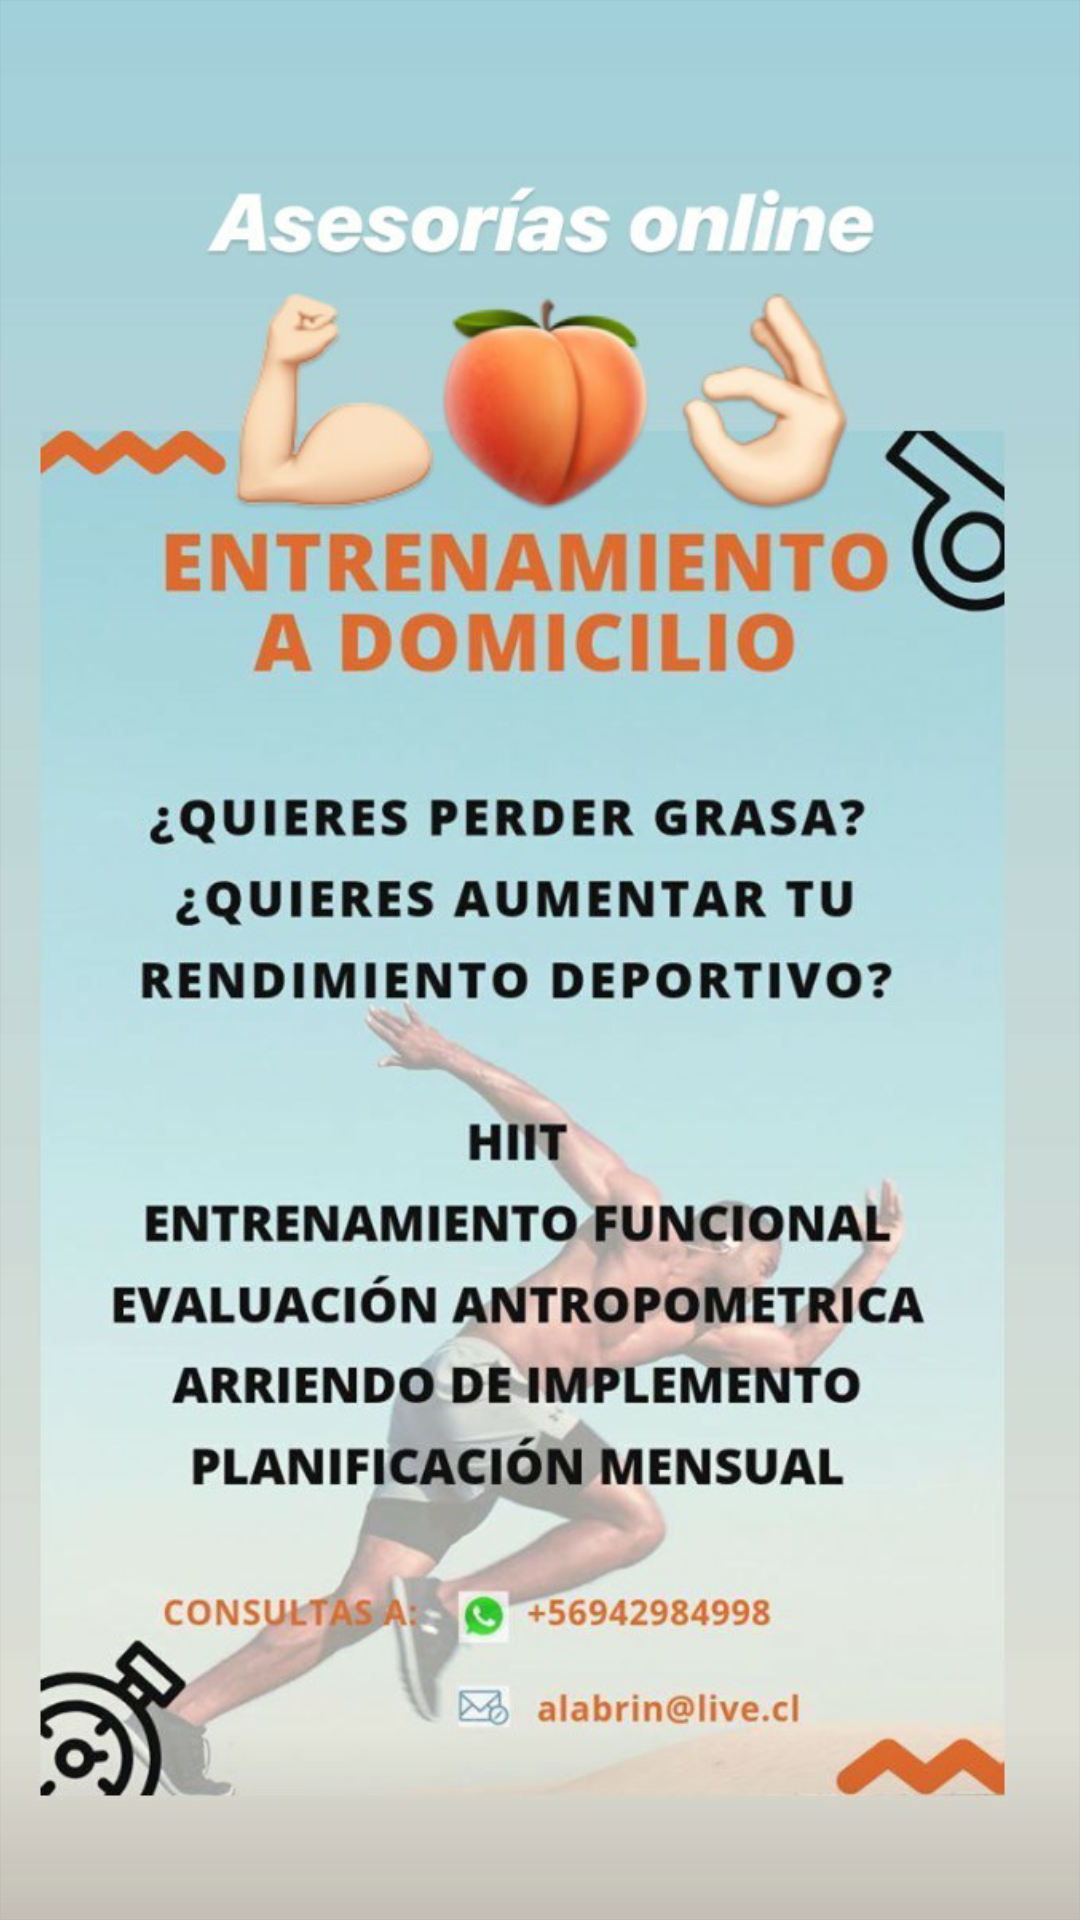 Asesorías online
ENTRENAMIENTO
A DOMICILIO
¿QUIERES PERDER GRASA?
¿QUIERES AUMENTAR TU
RENDIMIENTO DEPORTIVO?
HIIT
ENTRENAMIENTO FUNCIONAL
EVALUACIÓN ANTROPOMETRICA
ARRIENDO DE IMPLEMENTO
PLANIFICACIÓN MENSUAL
CONSULTAS A: +56942984998
alabrin@live.cl